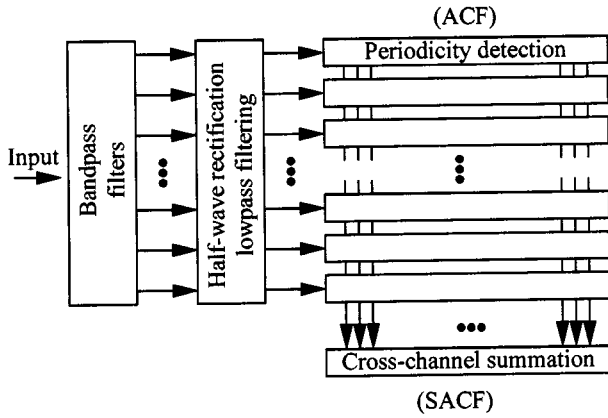 (ACF)
Periodicity detection
Input
Bandpass
filters
Half-wave rectification
lowpass filtering
Cross-channel summation
(SACF)